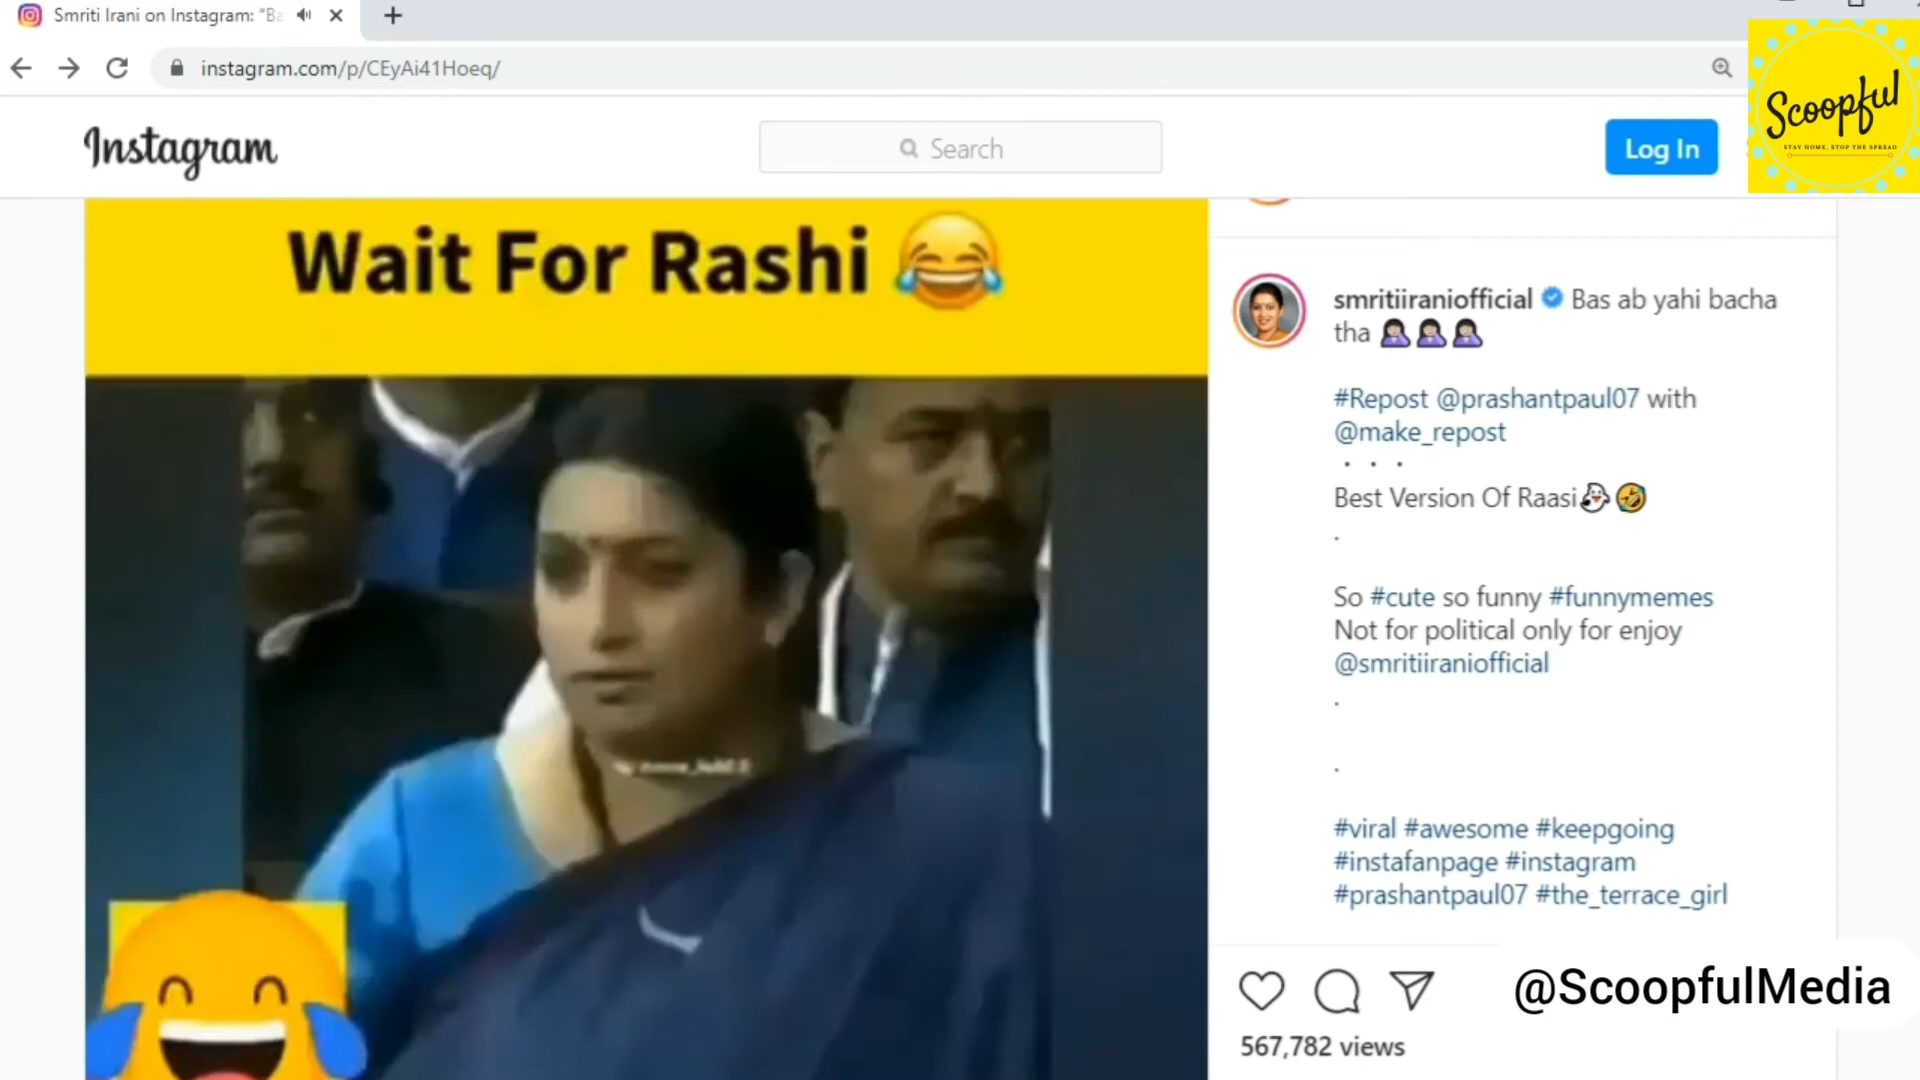 Smriti Irani on Instagram: "Ba
instagram.com/p/CEyAi41Hoeq/
Scoopful
STAY HOME, STOP THE SPREAD
Instagram
Search
Log In
Wait For Rashi 😂
smritiiraniofficial Bas ab yahi bacha
tha 🤦🏻‍♀️🤦🏻‍♀️🤦🏻‍♀️
#Repost @prashantpaul07 with
@make_repost
・・・
Best Version Of Raasi👻🤣
.
So #cute so funny #funnymemes
Not for political only for enjoy
@smritiiraniofficial
.
.
#viral #awesome #keepgoing
#instafanpage #instagram
#prashantpaul07 #the_terrace_girl
@ScoopfulMedia
567,782 views